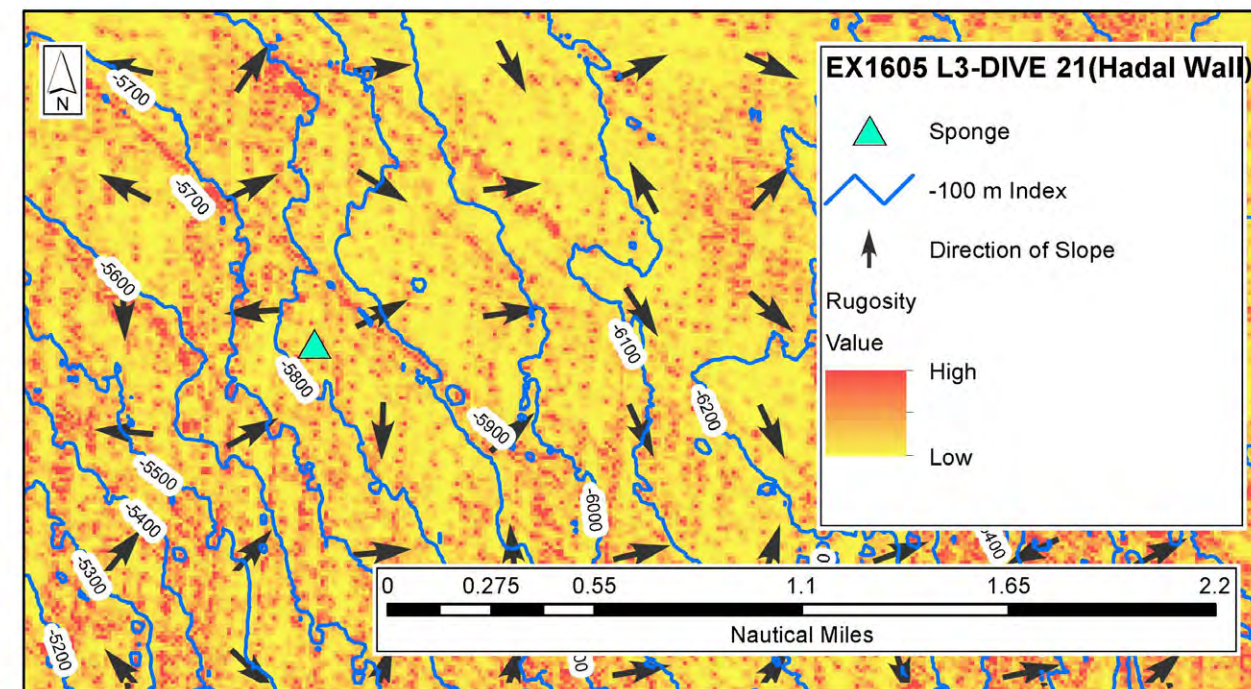 EX1605 L3-DIVE 21(Hadal Wall)
Sponge
-100 m Index
Direction of Slope
Rugosity
Value
High
Low
N
-5700
-5700
-5600
-5800
-5900
-6100
-6200
-5500
-5400
-5300
-5200
-6000
0 0.275 0.55 1.1 1.65 2.2
Nautical Miles